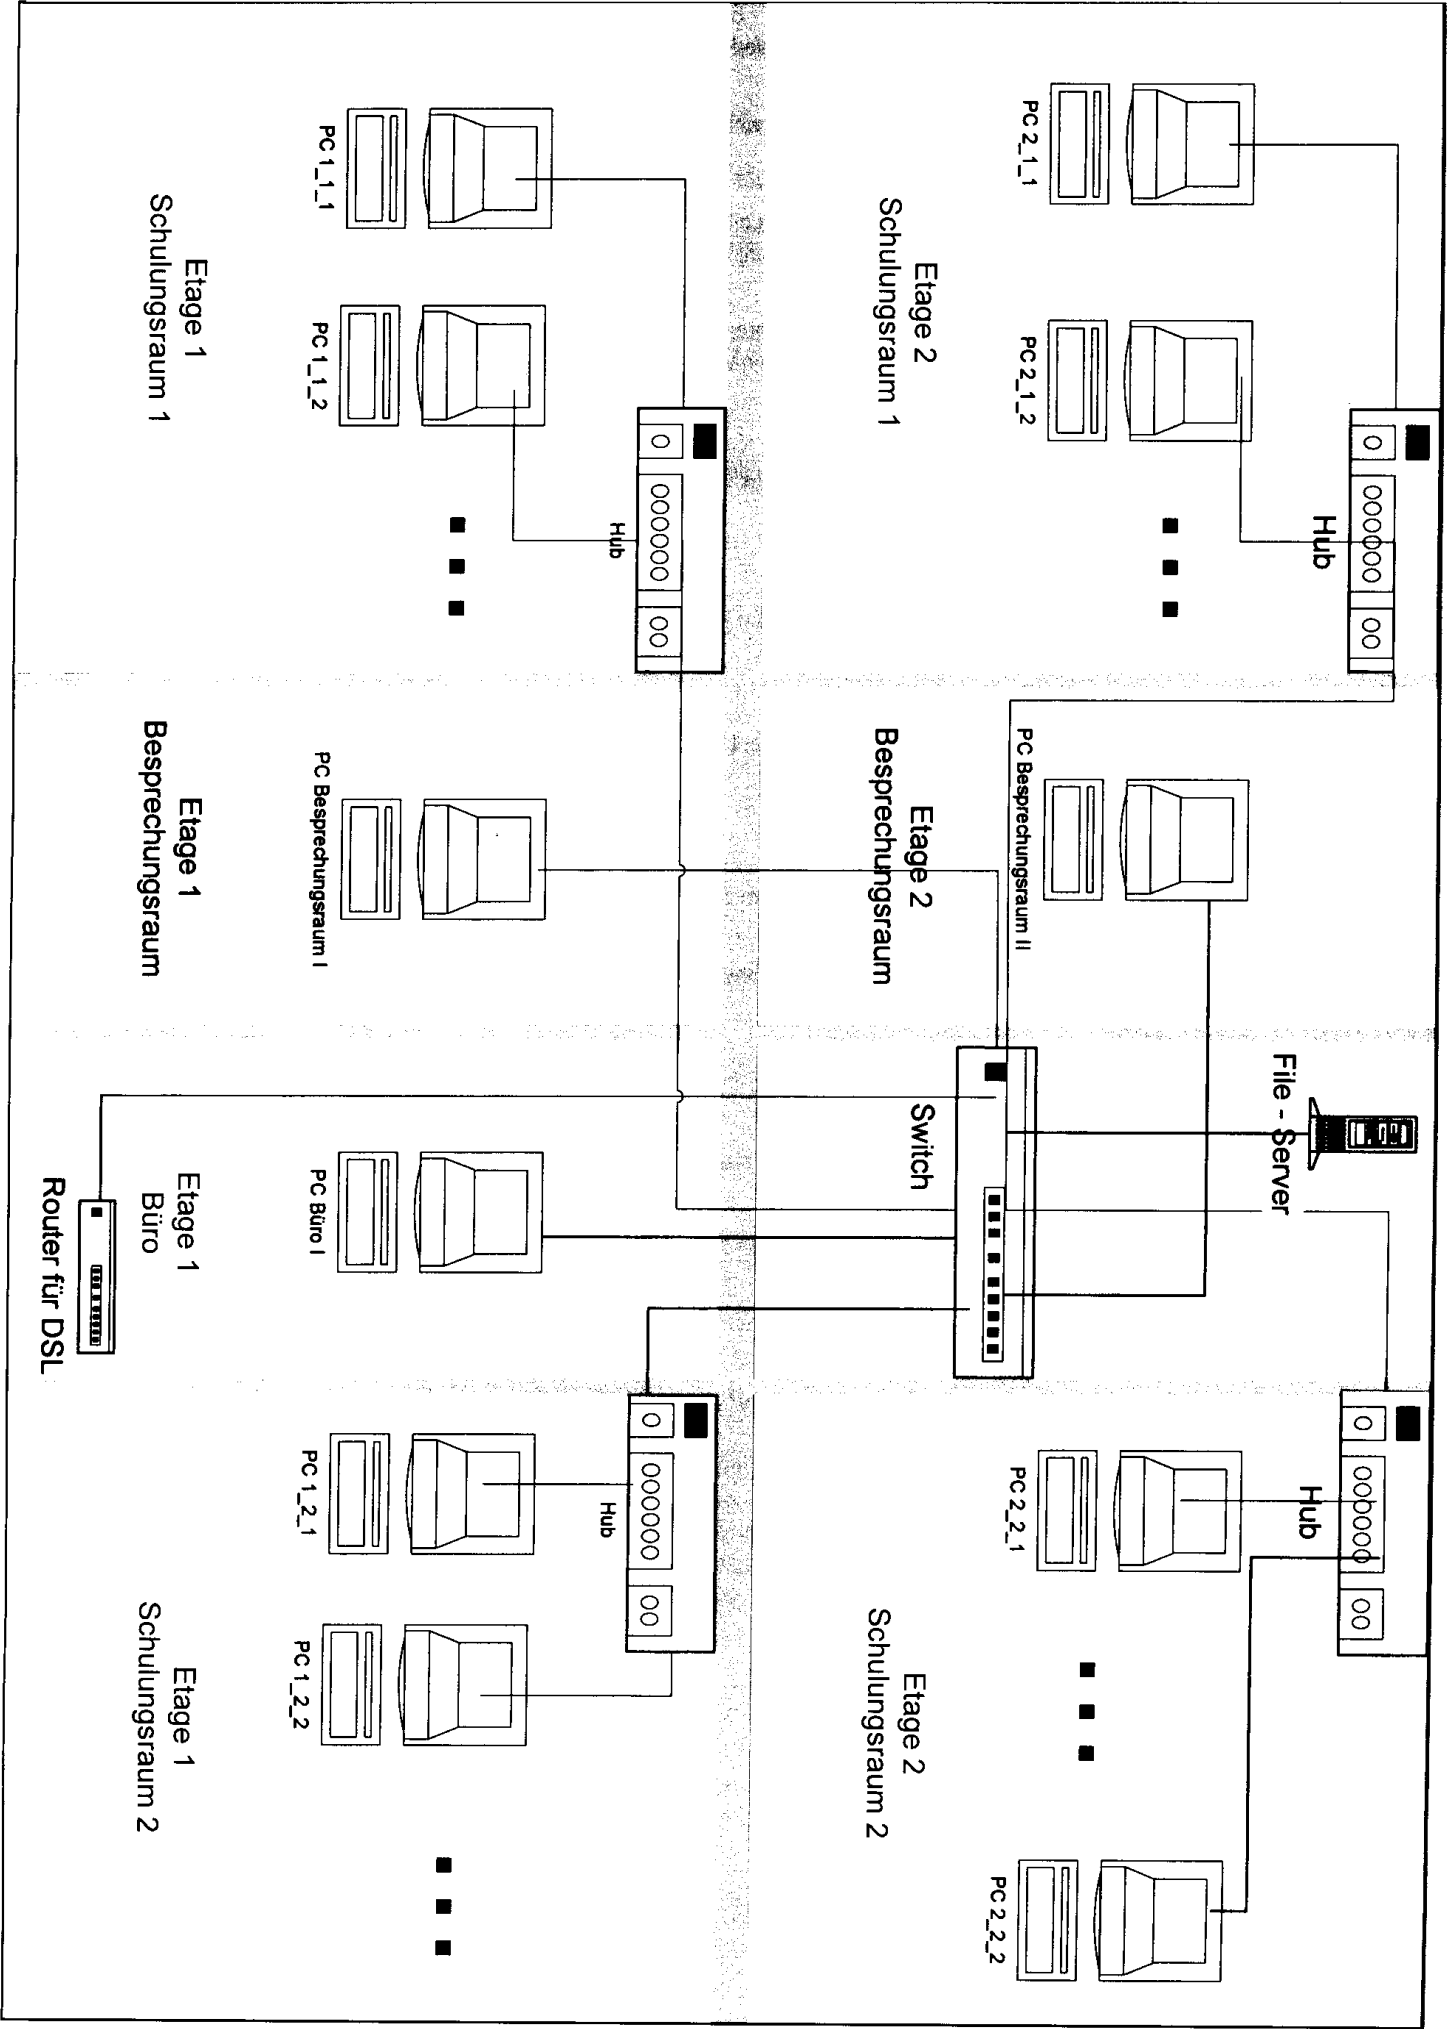 PC 2_1_1
PC 2_1_2
Hub
Etage 2
Schulungsraum 1
PC Besprechungsraum II
Etage 2
Besprechungsraum
File - Server
Switch
Hub
PC 2_2_1
PC 2_2_2
Etage 2
Schulungsraum 2
PC 1_1_1
PC 1_1_2
Hub
Etage 1
Schulungsraum 1
PC Besprechungsraum I
Etage 1
Besprechungsraum
PC Büro I
Etage 1
Büro
Router für DSL
Hub
PC 1_2_1
PC 1_2_2
Etage 1
Schulungsraum 2